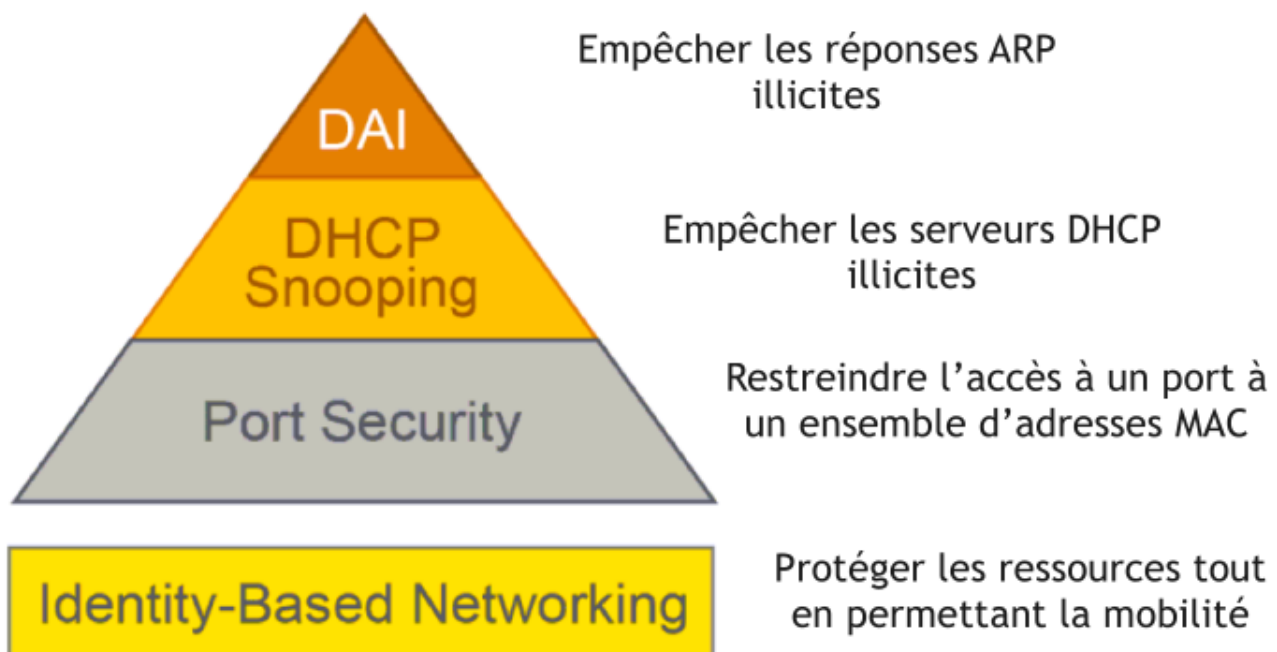 Empêcher les réponses ARP
illicites
DAI
Empêcher les serveurs DHCP
illicites
DHCP
Snooping
Restreindre l’accès à un port à
un ensemble d’adresses MAC
Port Security
Protéger les ressources tout
en permettant la mobilité
Identity-Based Networking